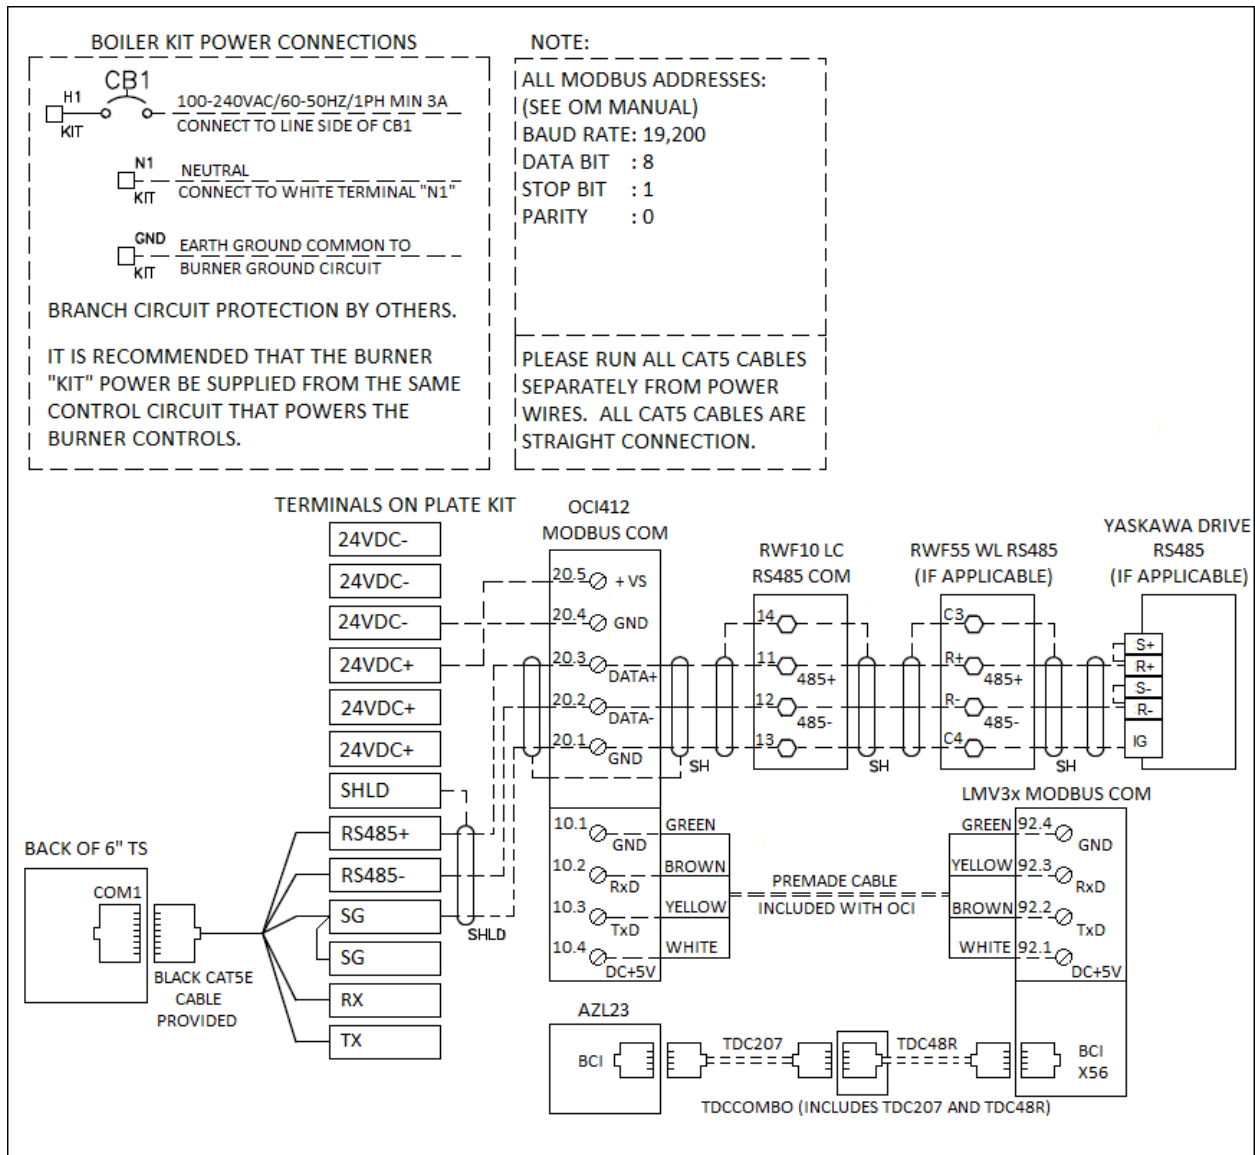 BOILER KIT POWER CONNECTIONS
CB1
H1
KIT
100-240VAC/60-50HZ/1PH MIN 3A
CONNECT TO LINE SIDE OF CB1
N1
KIT
NEUTRAL
CONNECT TO WHITE TERMINAL "N1"
GND
KIT
EARTH GROUND COMMON TO
BURNER GROUND CIRCUIT
BRANCH CIRCUIT PROTECTION BY OTHERS.
IT IS RECOMMENDED THAT THE BURNER
"KIT" POWER BE SUPPLIED FROM THE SAME
CONTROL CIRCUIT THAT POWERS THE
BURNER CONTROLS.
NOTE:
ALL MODBUS ADDRESSES:
(SEE OM MANUAL)
BAUD RATE: 19,200
DATA BIT : 8
STOP BIT : 1
PARITY : 0
PLEASE RUN ALL CAT5 CABLES
SEPARATELY FROM POWER
WIRES. ALL CAT5 CABLES ARE
STRAIGHT CONNECTION.
TERMINALS ON PLATE KIT
24VDC-
24VDC-
24VDC-
24VDC+
24VDC+
24VDC+
SHLD
RS485+
RS485-
SG
SG
RX
TX
SHLD
BACK OF 6" TS
COM1
BLACK CAT5E
CABLE
PROVIDED
OCI412
MODBUS COM
20.5
+ VS
20.4
GND
20.3
DATA+
20.2
DATA-
20.1
GND
SH
10.1
GND
GREEN
10.2
RxD
BROWN
10.3
TxD
YELLOW
10.4
DC+5V
WHITE
PREMADE CABLE
INCLUDED WITH OCI
RWF10 LC
RS485 COM
14
11
485+
12
485-
13
SH
RWF55 WL RS485
(IF APPLICABLE)
C3
R+
485+
R-
485-
C4
SH
YASKAWA DRIVE
RS485
(IF APPLICABLE)
S+
R+
S-
R-
IG
LMV3x MODBUS COM
GREEN
92.4
GND
YELLOW
92.3
RxD
BROWN
92.2
TxD
WHITE
92.1
DC+5V
BCI
X56
AZL23
BCI
TDC207
TDC48R
TDCCOMBO (INCLUDES TDC207 AND TDC48R)